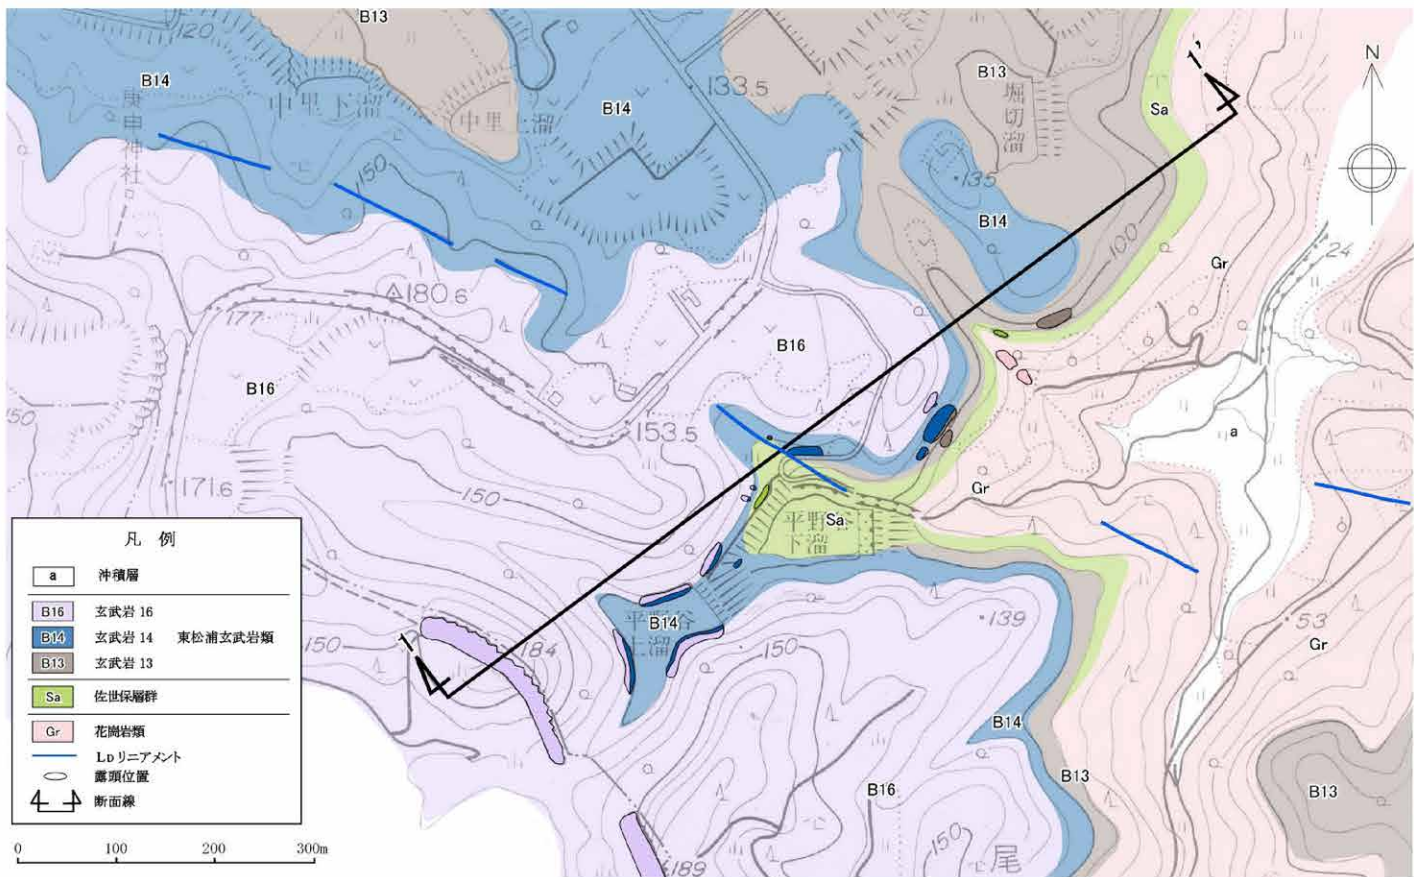 B13
120
B14
庚申神社
中里下溜
中里上溜
B14
133.5
B13
堀切溜
Sa
1'
N
135
B14
100
Gr
24
150
180.6
177
B16
B16
153.5
171.6
150
a
Gr
Sa
平野谷
下溜
150
B14
平野谷
上溜
184
1
150
139
53
Gr
B14
B13
B16
B13
150
尾
189
150
凡 例
a 沖積層
B16 玄武岩 16
B14 玄武岩 14 東松浦玄武岩類
B13 玄武岩 13
Sa 佐世保層群
Gr 花崗岩類
LD リニアメント
露頭位置
断面線
0 100 200 300m